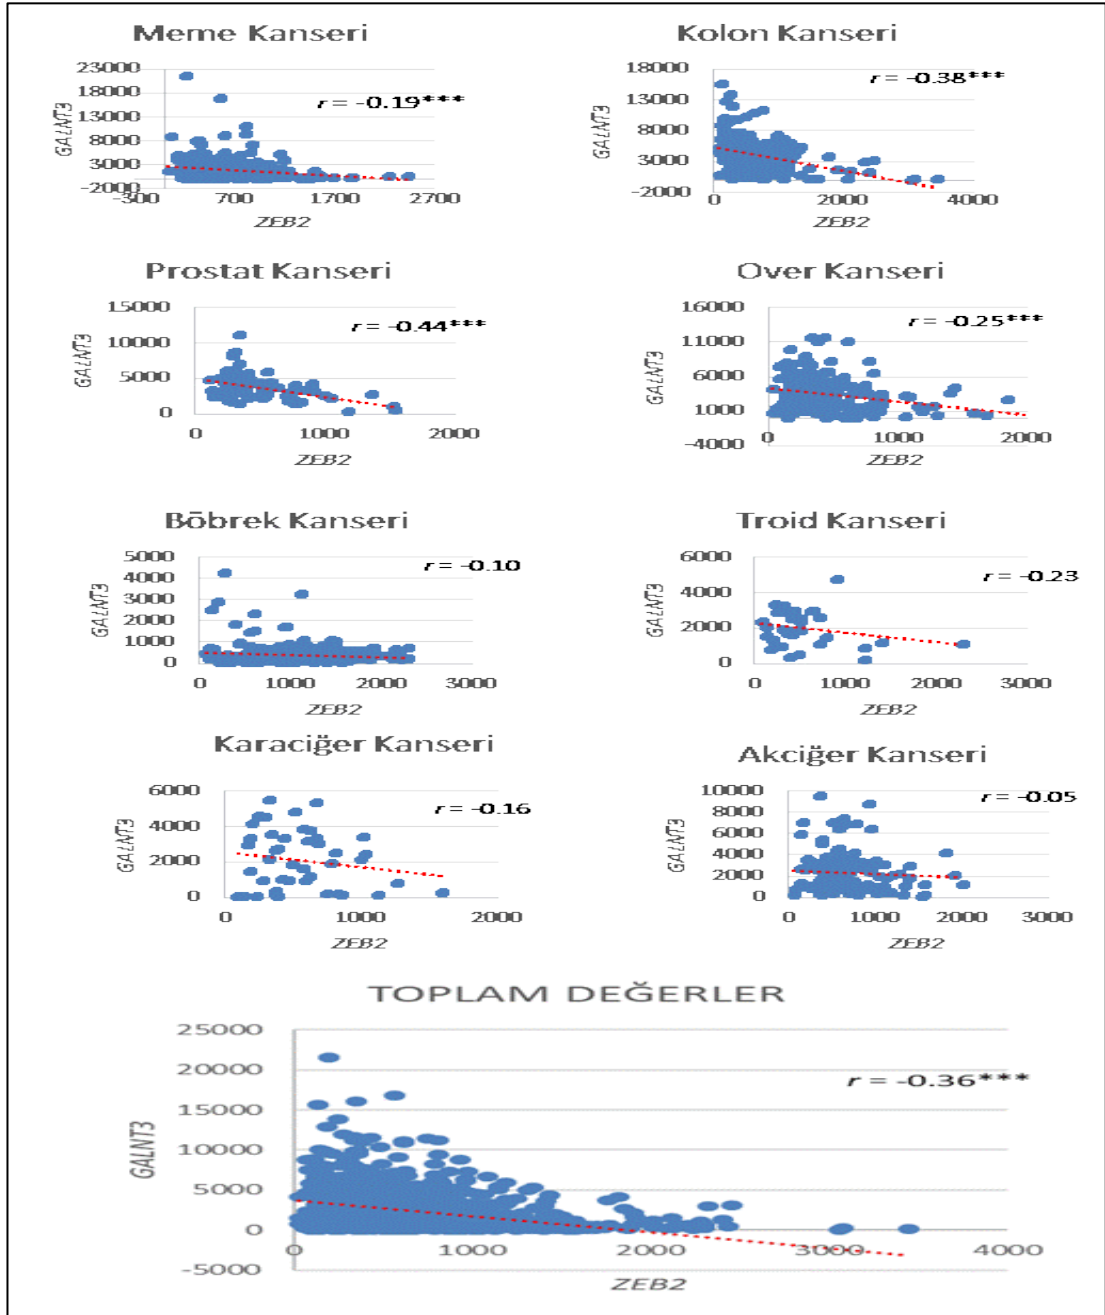 Meme Kanseri
23000
18000
13000
8000
3000
-2000
GALNT3
r = -0.19***
-300 700 1700 2700
ZEB2
Kolon Kanseri
18000
13000
8000
3000
-2000
GALNT3
r = -0.38***
0 2000 4000
ZEB2
Prostat Kanseri
15000
10000
5000
0
GALNT3
r = -0.44***
0 1000 2000
ZEB2
Over Kanseri
16000
11000
6000
1000
-4000
GALNT3
r = -0.25***
0 1000 2000
ZEB2
Böbrek Kanseri
5000
4000
3000
2000
1000
0
GALNT3
r = -0.10
0 1000 2000 3000
ZEB2
Troid Kanseri
6000
4000
2000
0
GALNT3
r = -0.23
0 1000 2000 3000
ZEB2
Karaciğer Kanseri
6000
4000
2000
0
GALNT3
r = -0.16
0 1000 2000
ZEB2
Akciğer Kanseri
10000
8000
6000
4000
2000
0
GALNT3
r = -0.05
0 1000 2000 3000
ZEB2
TOPLAM DEĞERLER
25000
20000
15000
10000
5000
0
-5000
GALNT3
r = -0.36***
0 1000 2000 3000 4000
ZEB2